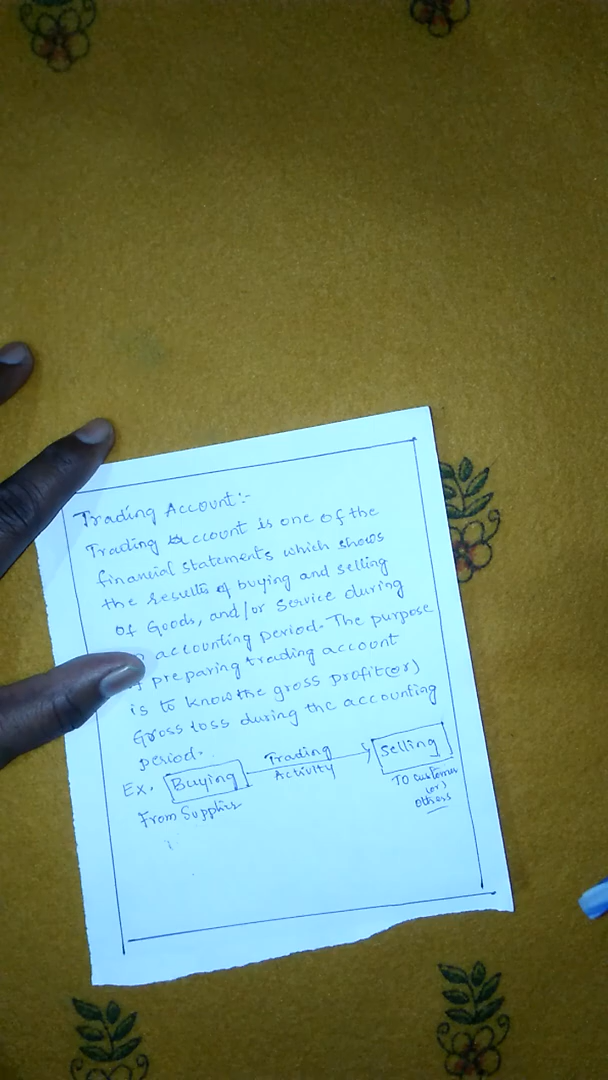 Trading Account:-
Trading Account is one of the
financial statements which shows
the results of buying and selling
of Goods, and/or service during
accounting period. The purpose
preparing trading account
is to know the gross profit(or)
Gross loss during the accounting
period.
Ex. Buying Trading Activity Selling
From Supplier
To customer
(or)
others